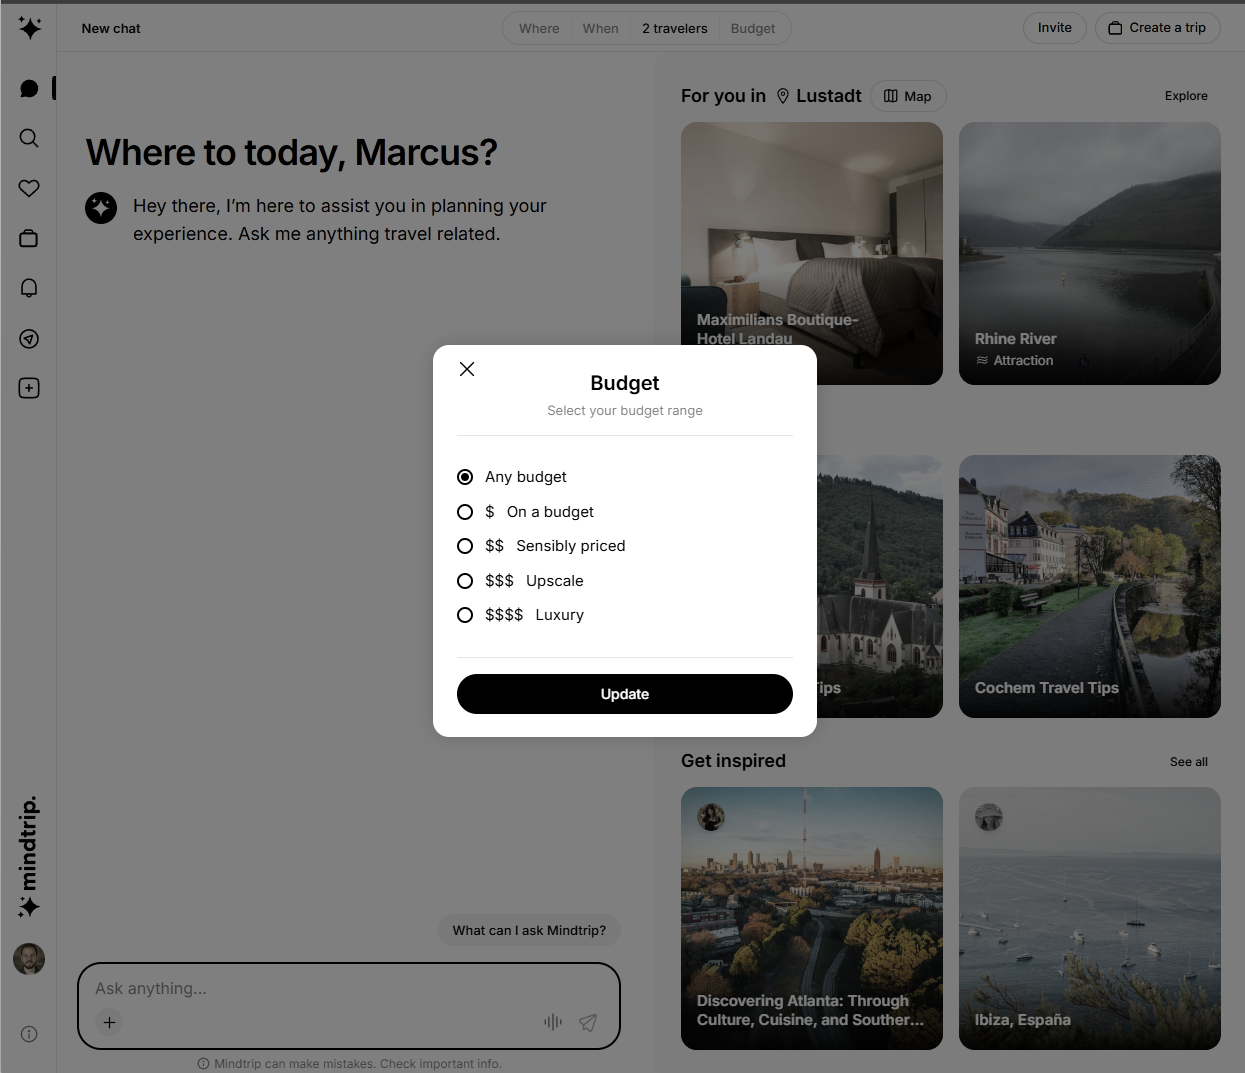 New chat
Where
When
2 travelers
Budget
Invite
Create a trip
Where to today, Marcus?
Hey there, I'm here to assist you in planning your
experience. Ask me anything travel related.
For you in Lustadt
Map
Explore
Maximilians Boutique-
Hotel Landau
Rhine River
Attraction
Budget
Select your budget range
Any budget
$ On a budget
$$ Sensibly priced
$$$ Upscale
$$$$ Luxury
Update
Tips
Cochem Travel Tips
Get inspired
See all
Discovering Atlanta: Through
Culture, Cuisine, and Souther...
Ibiza, España
mindtrip.
What can I ask Mindtrip?
Ask anything...
Mindtrip can make mistakes. Check important info.